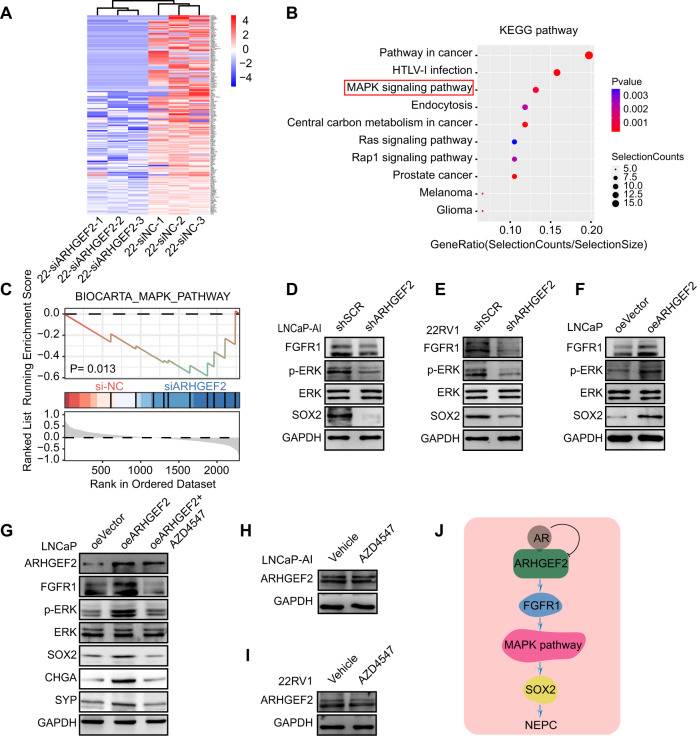 A
4
2
0
−2
−4
22-siARHGEF2-1
22-siARHGEF2-2
22-siARHGEF2-3
22-siNC-1
22-siNC-2
22-siNC-3
B
KEGG pathway
Pathway in cancer
HTLV-I infection
MAPK signaling pathway
Endocytosis
Central carbon metabolism in cancer
Ras signaling pathway
Rap1 signaling pathway
Prostate cancer
Melanoma
Glioma
0.10 0.15 0.20
GeneRatio(SelectionCounts/SelectionSize)
Pvalue
0.003
0.002
0.001
SelectionCounts
5.0
7.5
10.0
12.5
15.0
C
BIOCARTA_MAPK_PATHWAY
Running Enrichment Score
0.0
−0.2
−0.4
−0.6
P= 0.013
si-NC siARHGEF2
Ranked List
1.0
0.5
0.0
−0.5
−1.0
500 1000 1500 2000
Rank in Ordered Dataset
D
LNCaP-AI
shSCR
shARHGEF2
FGFR1
p-ERK
ERK
SOX2
GAPDH
E
22RV1
shSCR
shARHGEF2
FGFR1
p-ERK
ERK
SOX2
GAPDH
F
LNCaP
oeVector
oeARHGEF2
FGFR1
p-ERK
ERK
SOX2
GAPDH
G
LNCaP
oeVector
oeARHGEF2
oeARHGEF2+
AZD4547
ARHGEF2
FGFR1
p-ERK
ERK
SOX2
CHGA
SYP
GAPDH
H
LNCaP-AI
Vehicle
AZD4547
ARHGEF2
GAPDH
I
22RV1
Vehicle
AZD4547
ARHGEF2
GAPDH
J
AR
ARHGEF2
FGFR1
MAPK pathway
SOX2
NEPC